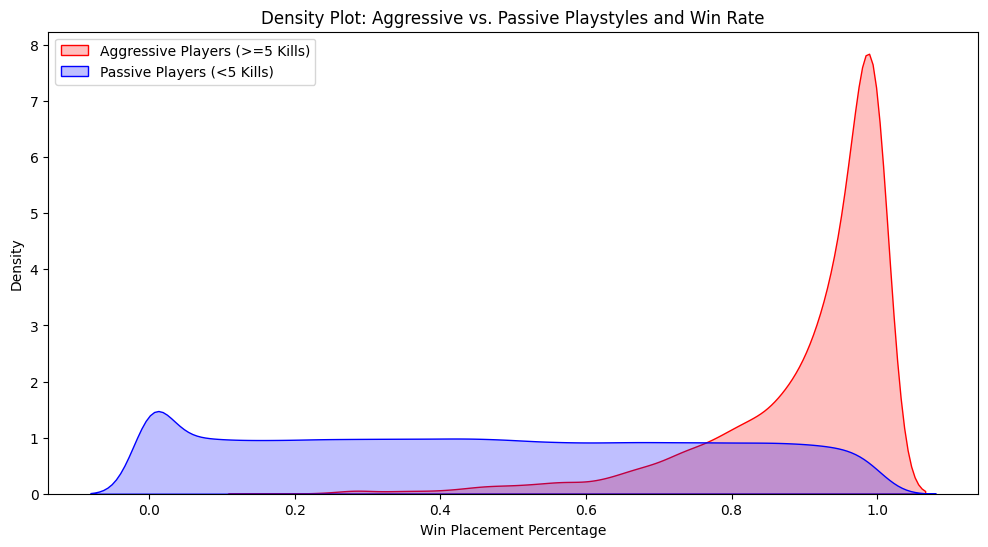 Density Plot: Aggressive vs. Passive Playstyles and Win Rate
Aggressive Players (>=5 Kills)
Passive Players (<5 Kills)
8
7
6
5
4
3
2
1
0
Density
0.0 0.2 0.4 0.6 0.8 1.0
Win Placement Percentage